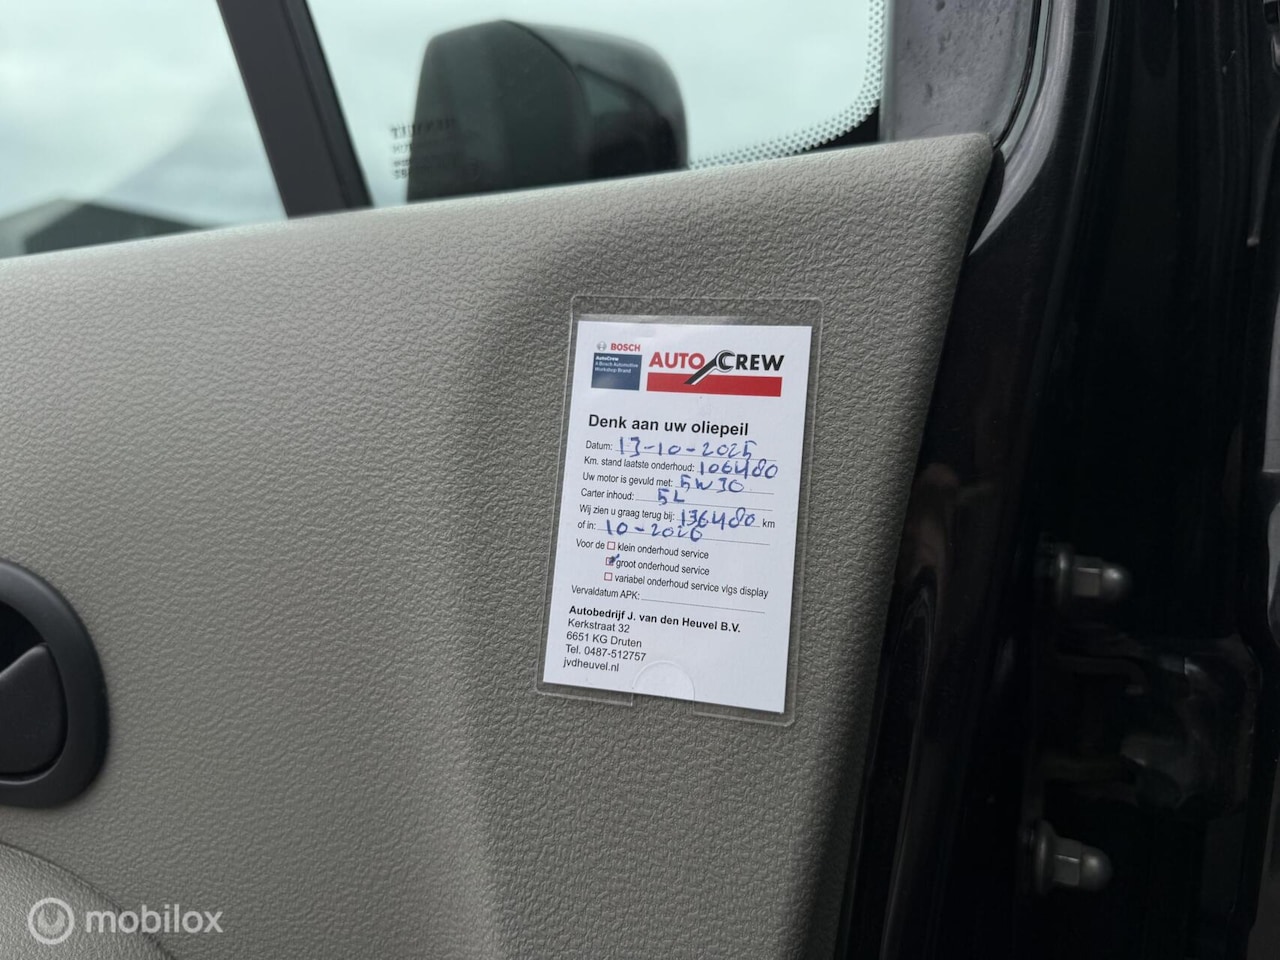 BOSCH
AutoCrew
A Bosch Automotive
Workshop Brand
AUTO CREW
Denk aan uw oliepeil
Datum: 13-10-2025
Km. stand laatste onderhoud: 106480
Uw motor is gevuld met: 5W30
Carter inhoud: 5L
Wij zien u graag terug bij: 136480 km
of in: 10-2026
Voor de klein onderhoud service
groot onderhoud service
variabel onderhoud service vlgs display
Vervaldatum APK:
Autobedrijf J. van den Heuvel B.V.
Kerkstraat 32
6651 KG Druten
Tel. 0487-512757
jvdheuvel.nl
mobilox